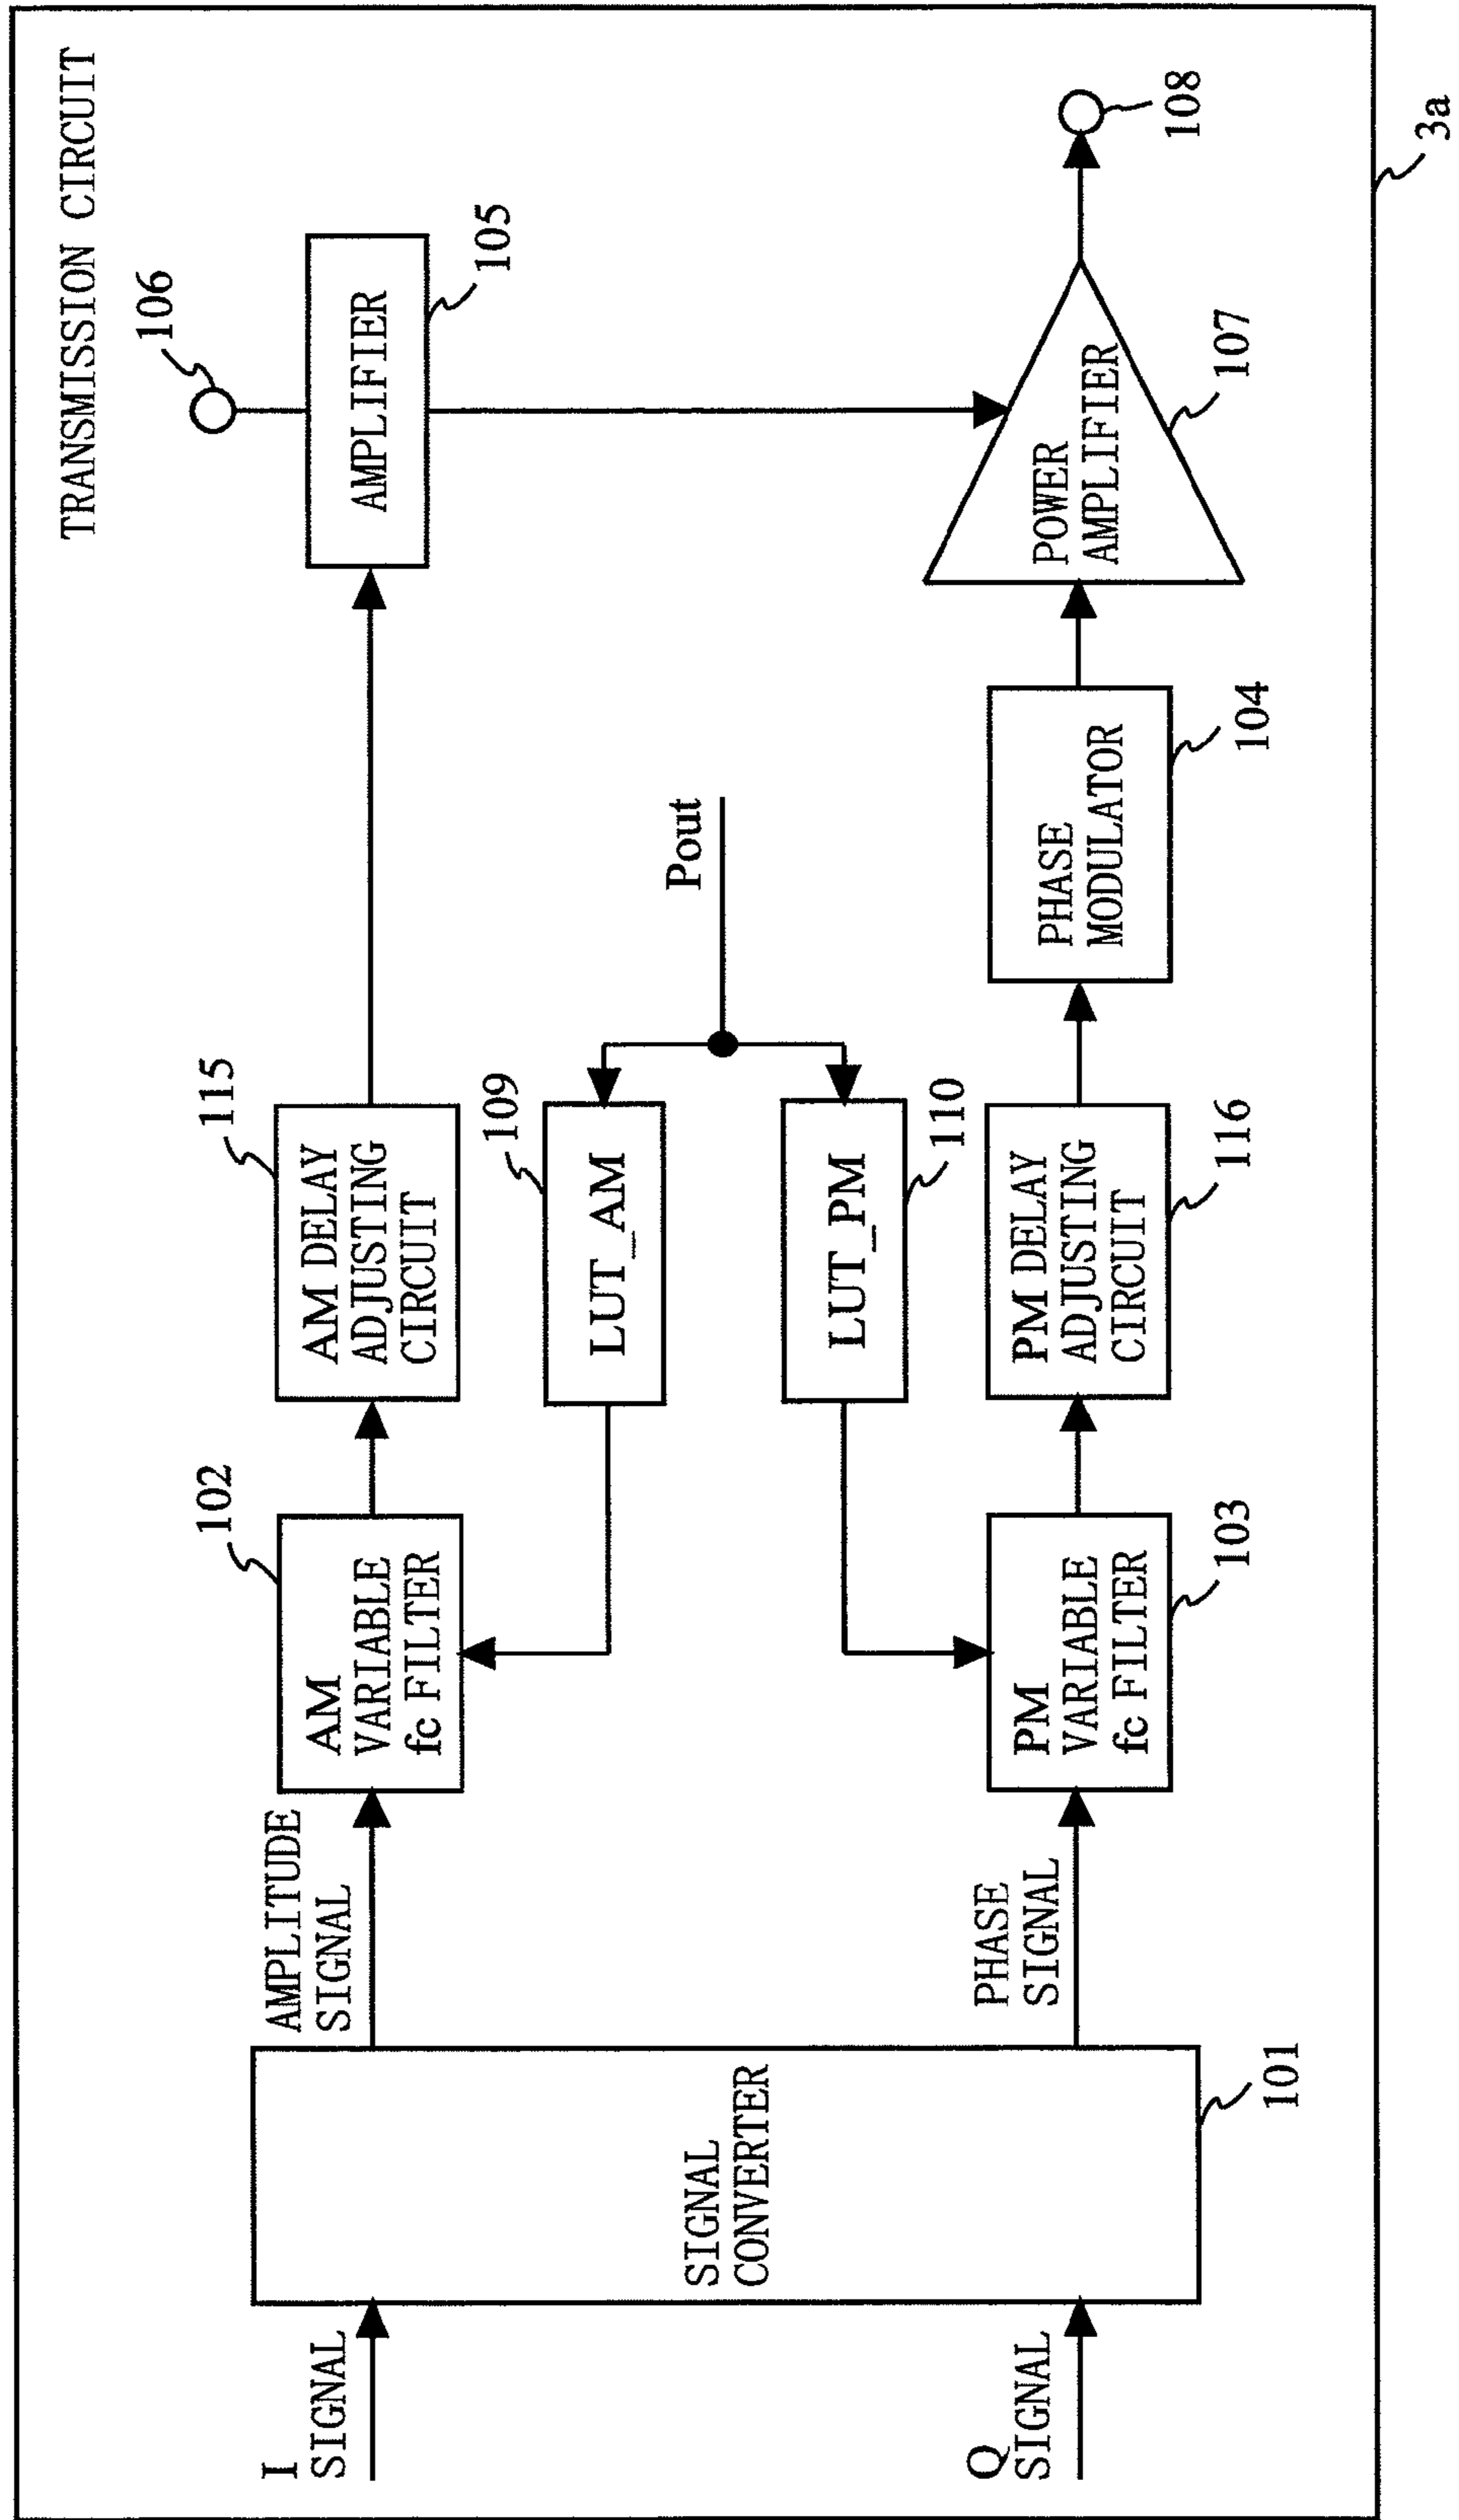 TRANSMISSION CIRCUIT
106
AMPLIFIER
105
I
SIGNAL
AMPLITUDE
SIGNAL
102
AM
VARIABLE
fc FILTER
115
AM DELAY
ADJUSTING
CIRCUIT
109
LUT_AM
Pout
SIGNAL
CONVERTER
101
LUT_PM
110
Q
SIGNAL
PHASE
SIGNAL
PM
VARIABLE
fc FILTER
103
PM DELAY
ADJUSTING
CIRCUIT
116
PHASE
MODULATOR
104
POWER
AMPLIFIER
107
108
3a